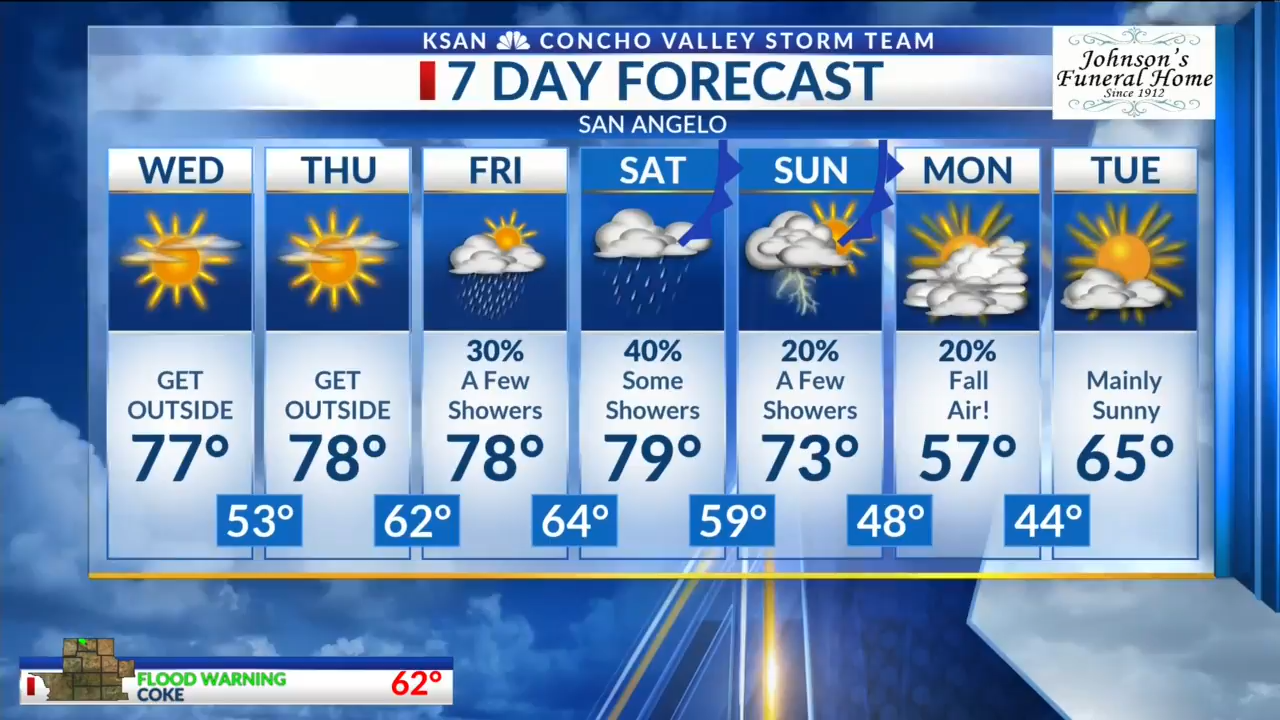 KSAN CONCHO VALLEY STORM TEAM
7 DAY FORECAST
SAN ANGELO
Johnson's
Funeral Home
Since 1912
WED THU FRI SAT SUN MON TUE
30% 40% 20% 20%
GET GET A Few Some A Few Fall Mainly
OUTSIDE OUTSIDE Showers Showers Showers Air! Sunny
77° 78° 78° 79° 73° 57° 65°
53° 62° 64° 59° 48° 44°
FLOOD WARNING
COKE
62°